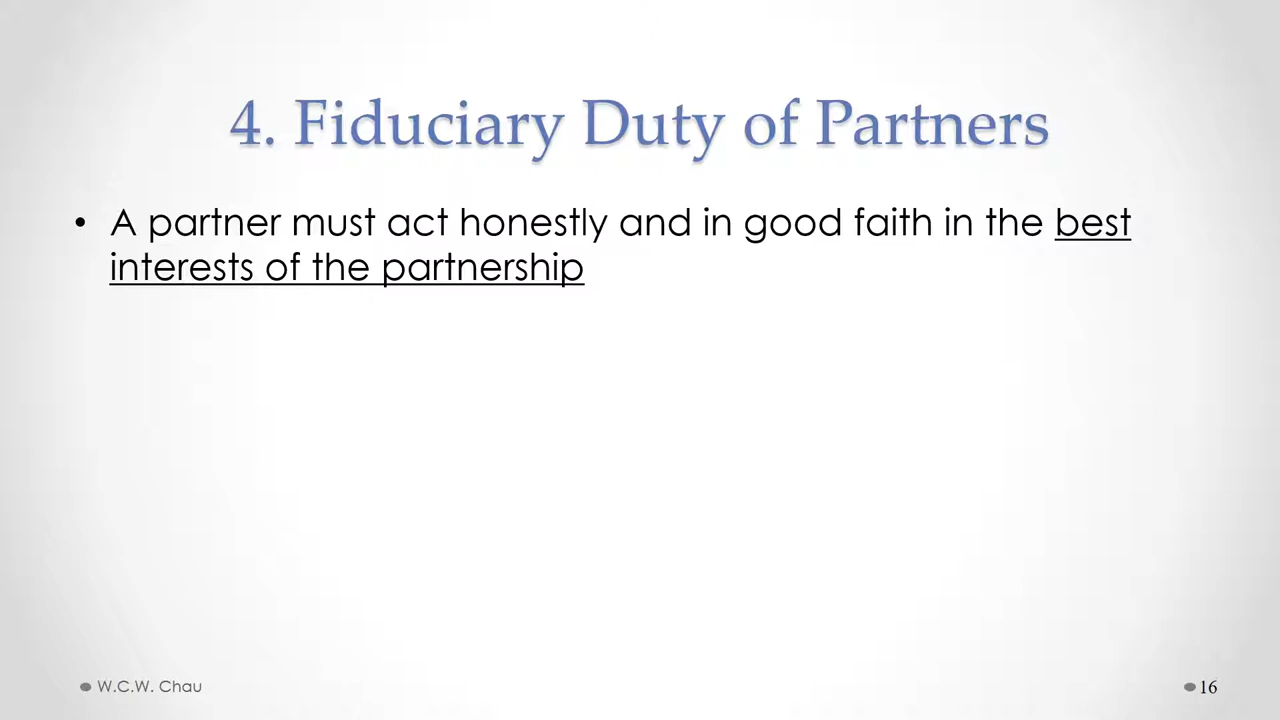 4. Fiduciary Duty of Partners
• A partner must act honestly and in good faith in the best
interests of the partnership
W.C.W. Chau
16